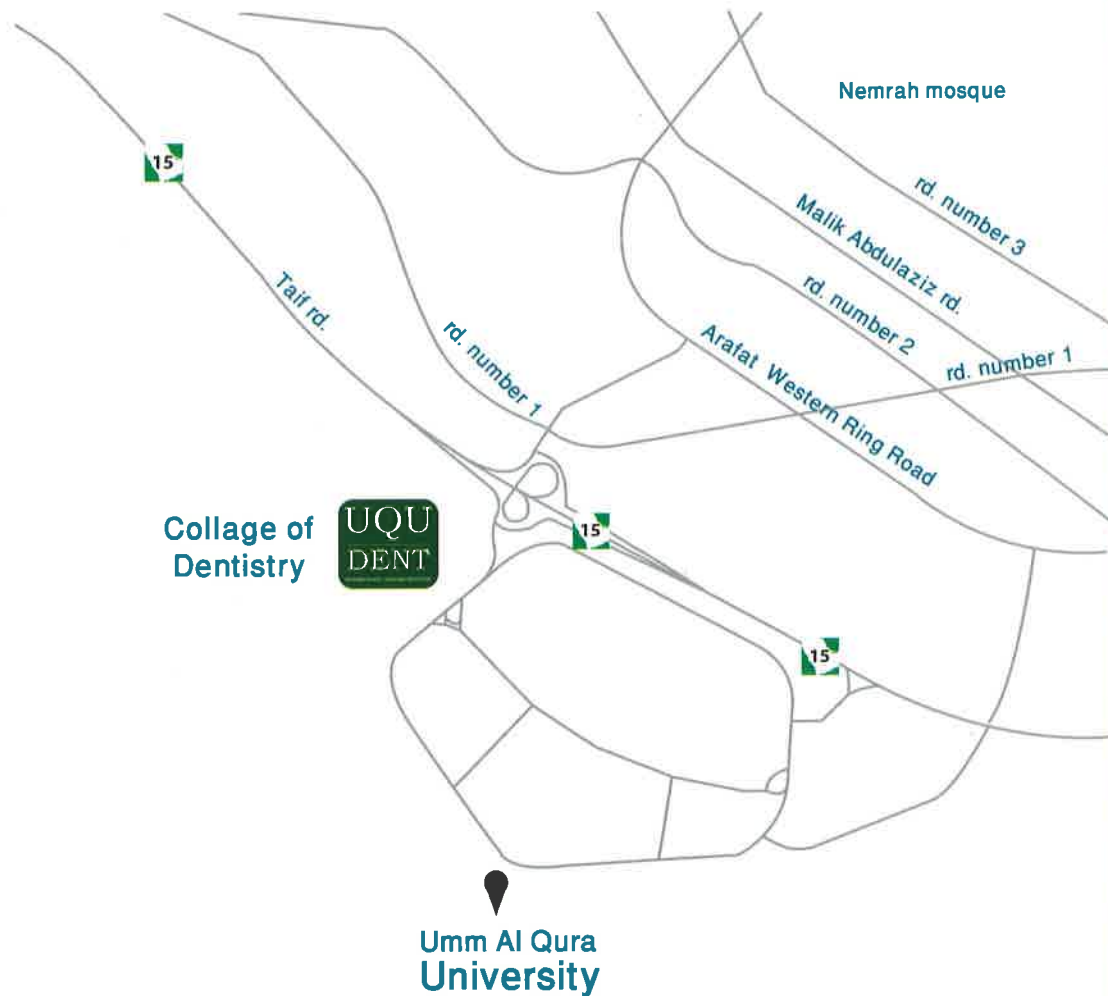 Nemrah mosque
15
rd. number 3
Malik Abdulaziz rd.
Taif rd.
rd. number 2
rd. number 1
Arafat Western Ring Road
rd. number 1
Collage of
Dentistry
UQU
DENT
15
15
Umm Al Qura
University